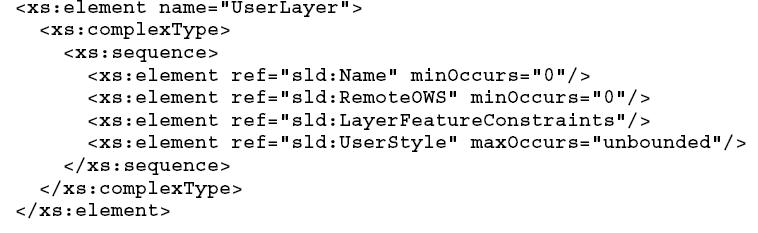 <xs:element name="UserLayer">
  <xs:complexType>
    <xs:sequence>
      <xs:element ref="sld:Name" minOccurs="0"/>
      <xs:element ref="sld:RemoteOWS" minOccurs="0"/>
      <xs:element ref="sld:LayerFeatureConstraints"/>
      <xs:element ref="sld:UserStyle" maxOccurs="unbounded"/>
    </xs:sequence>
  </xs:complexType>
</xs:element>